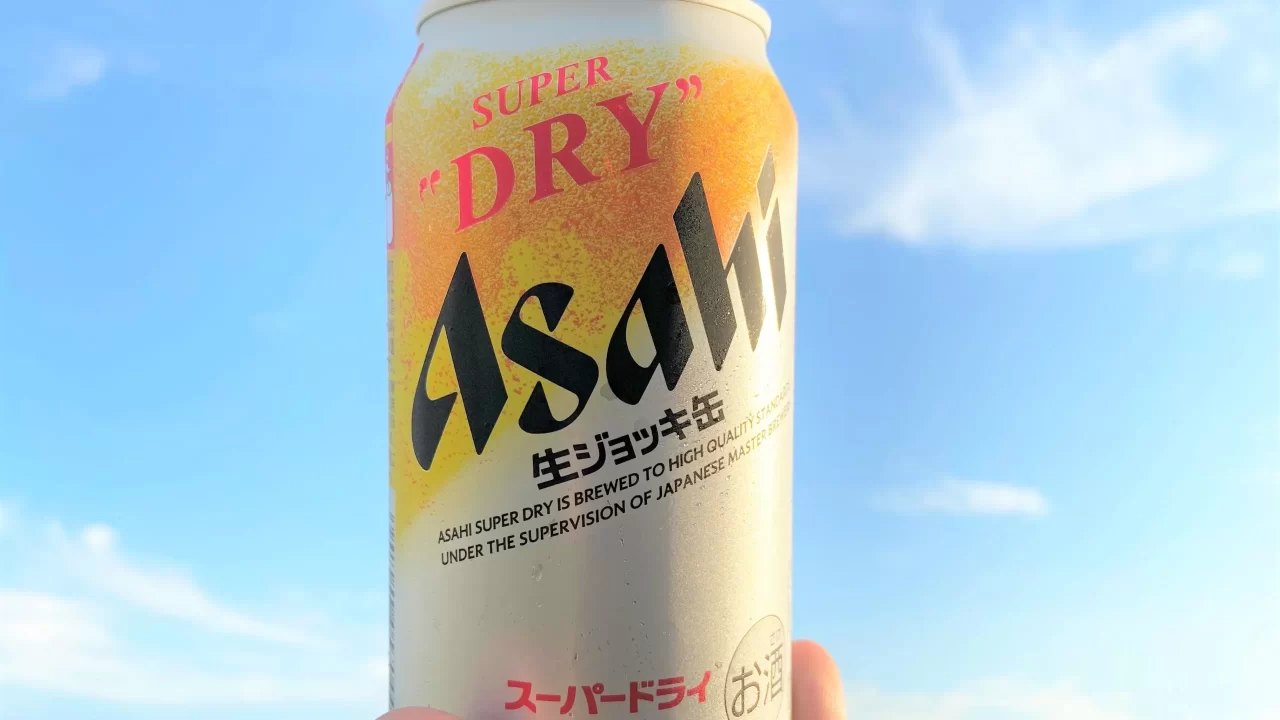 SUPER
"DRY"
Asahi
生ジョッキ缶
ASAHI SUPER DRY IS BREWED TO HIGH QUALITY STANDARDS
UNDER THE SUPERVISION OF JAPANESE MASTER BREWERS
スーパードライ
お酒